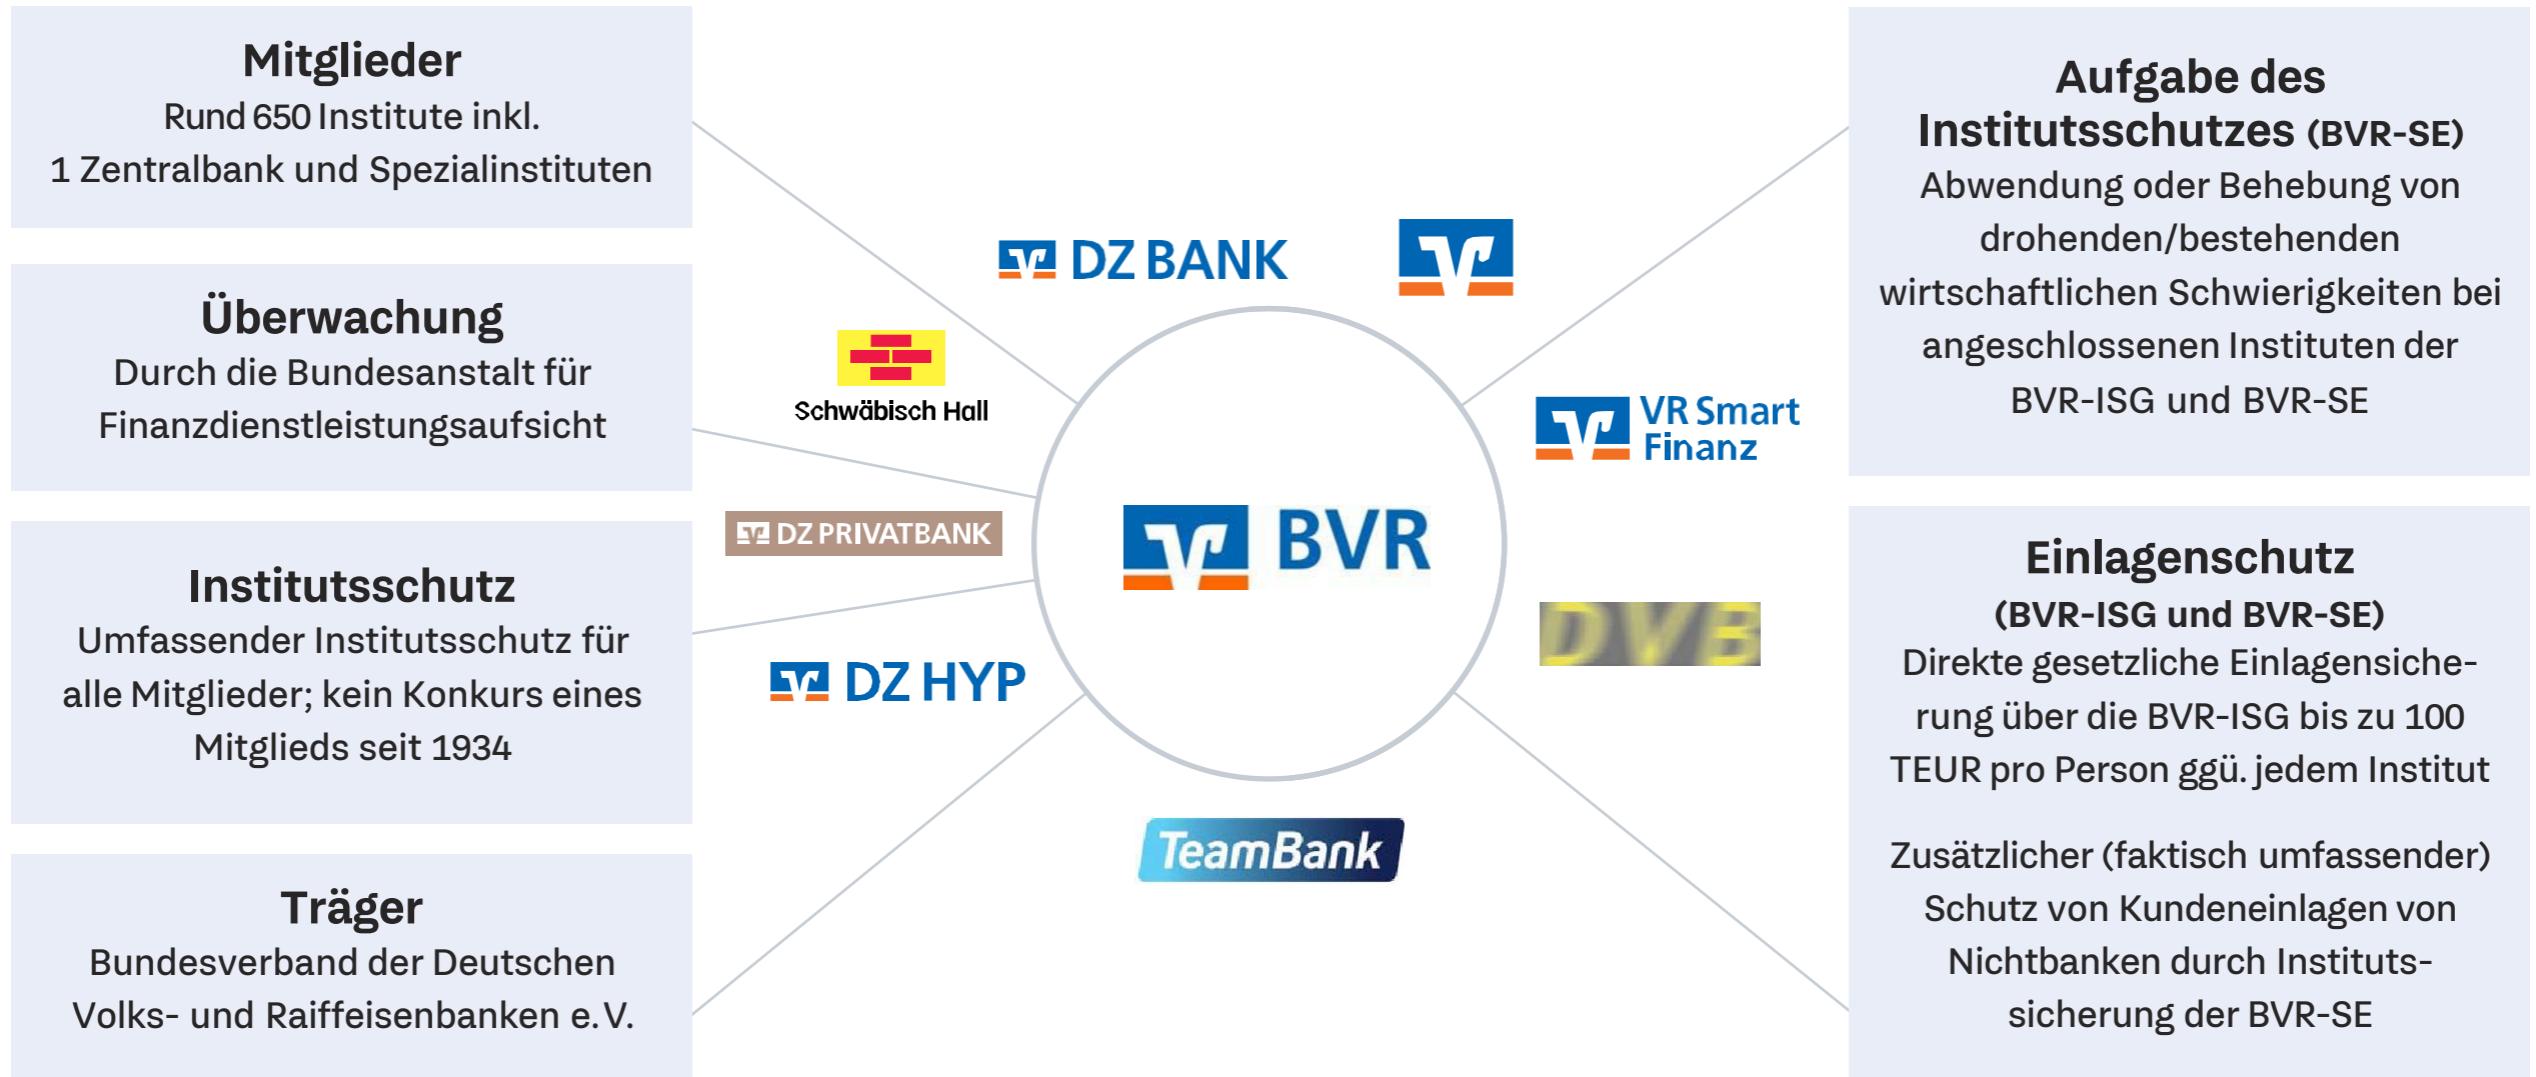 Mitglieder
Rund 650 Institute inkl.
1 Zentralbank und Spezialinstituten
Überwachung
Durch die Bundesanstalt für
Finanzdienstleistungsaufsicht
Institutsschutz
Umfassender Institutsschutz für
alle Mitglieder; kein Konkurs eines
Mitglieds seit 1934
Träger
Bundesverband der Deutschen
Volks- und Raiffeisenbanken e. V.
DZ BANK
Schwäbisch Hall
DZ PRIVATBANK
DZ HYP
BVR
VR Smart
Finanz
DVB
TeamBank
Aufgabe des
Institutsschutzes (BVR-SE)
Abwendung oder Behebung von
drohenden/bestehenden
wirtschaftlichen Schwierigkeiten bei
angeschlossenen Instituten der
BVR-ISG und BVR-SE
Einlagenschutz
(BVR-ISG und BVR-SE)
Direkte gesetzliche Einlagensiche-
rung über die BVR-ISG bis zu 100
TEUR pro Person ggü. jedem Institut
Zusätzlicher (faktisch umfassender)
Schutz von Kundeneinlagen von
Nichtbanken durch Instituts-
sicherung der BVR-SE